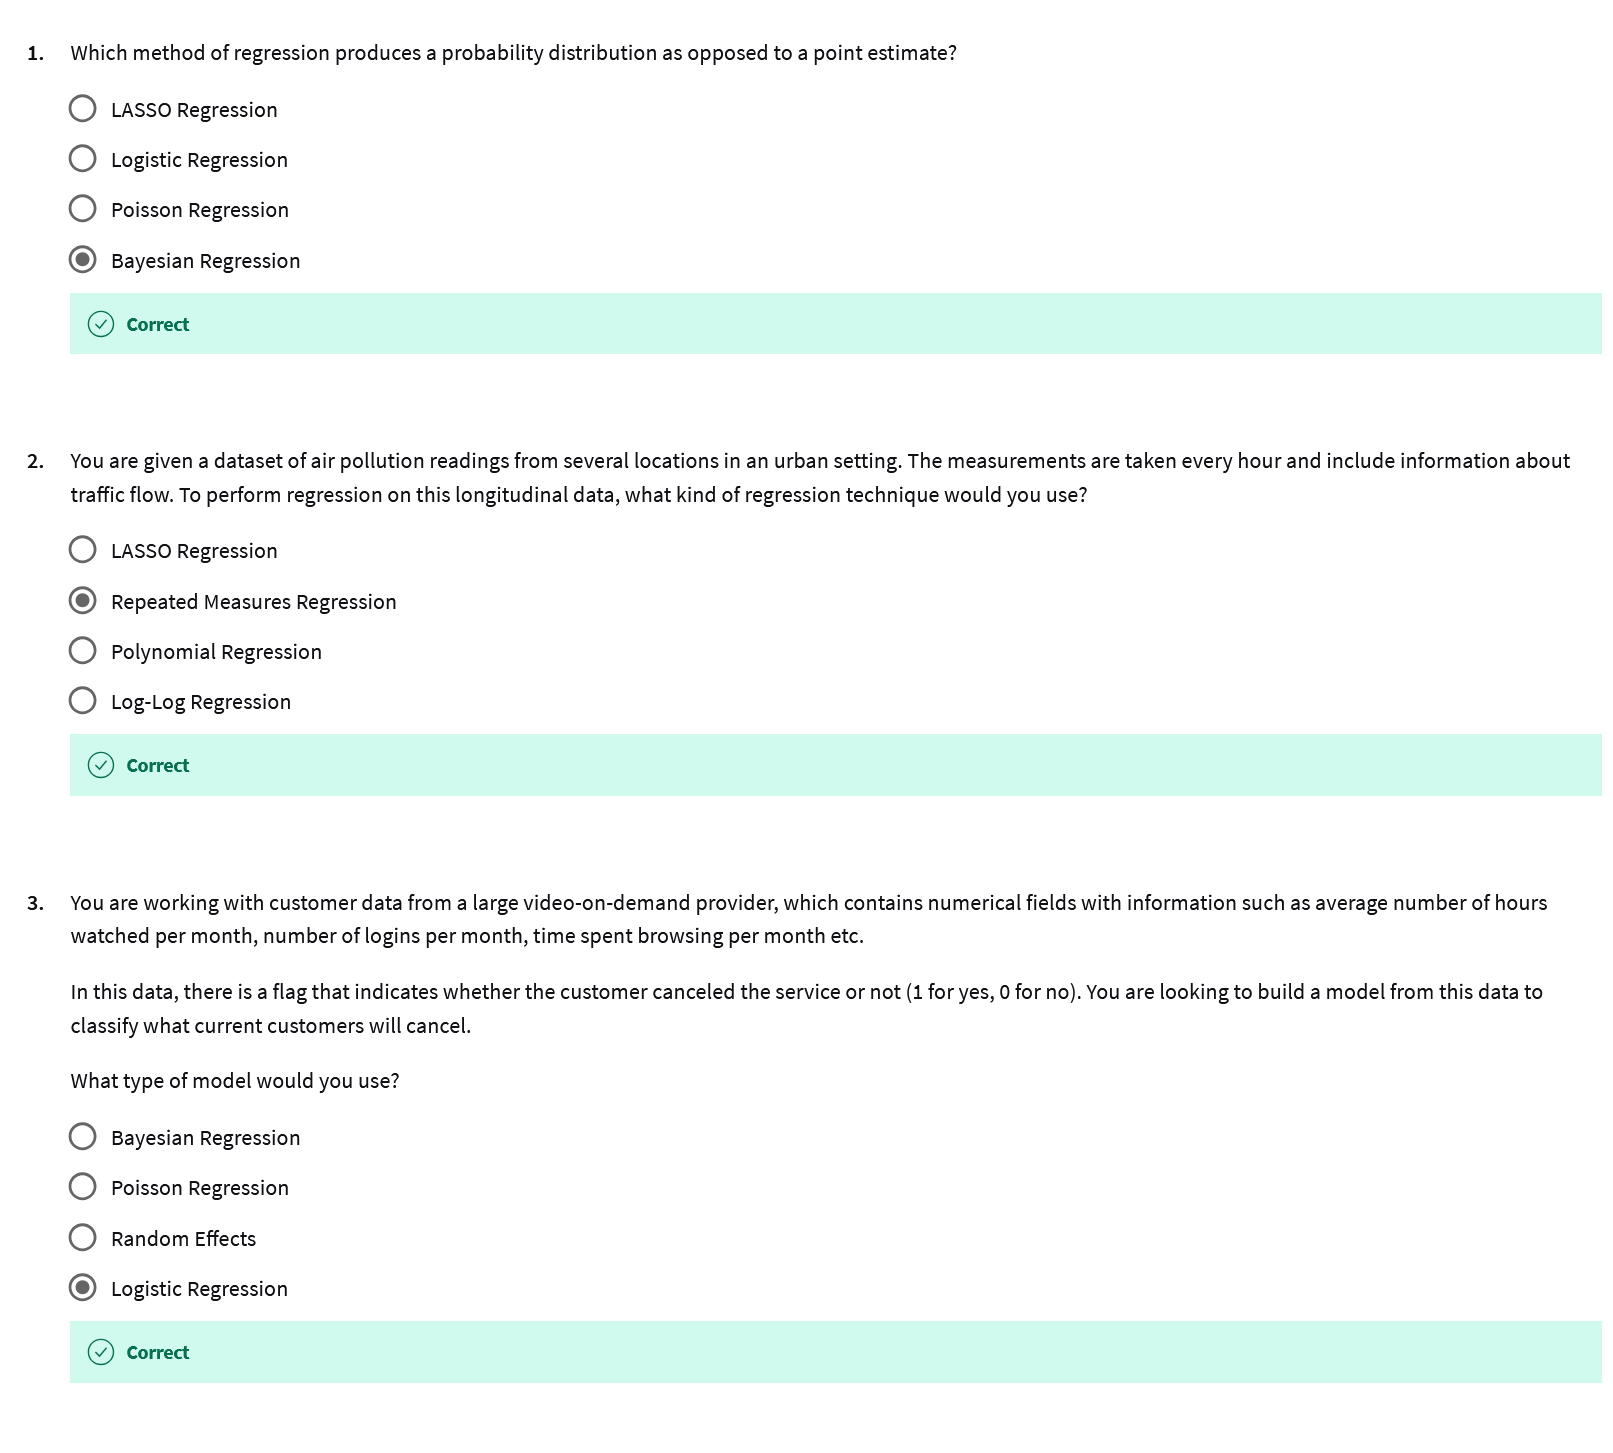 1. Which method of regression produces a probability distribution as opposed to a point estimate?
LASSO Regression
Logistic Regression
Poisson Regression
Bayesian Regression
Correct
2. You are given a dataset of air pollution readings from several locations in an urban setting. The measurements are taken every hour and include information about
traffic flow. To perform regression on this longitudinal data, what kind of regression technique would you use?
LASSO Regression
Repeated Measures Regression
Polynomial Regression
Log-Log Regression
Correct
3. You are working with customer data from a large video-on-demand provider, which contains numerical fields with information such as average number of hours
watched per month, number of logins per month, time spent browsing per month etc.
In this data, there is a flag that indicates whether the customer canceled the service or not (1 for yes, 0 for no). You are looking to build a model from this data to
classify what current customers will cancel.
What type of model would you use?
Bayesian Regression
Poisson Regression
Random Effects
Logistic Regression
Correct